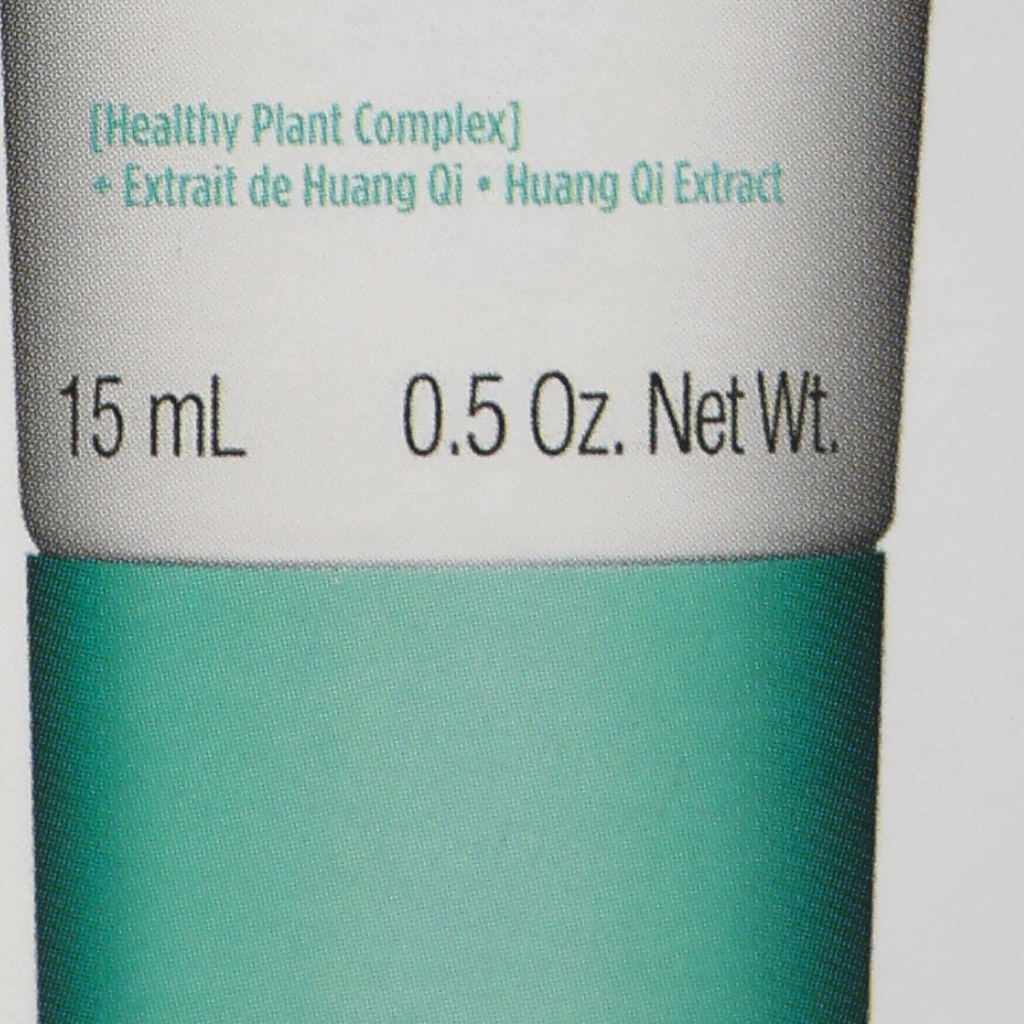 [Healthy Plant Complex]
+ Extrait de Huang Qi • Huang Qi Extract
15 mL 0.5 Oz. Net Wt.